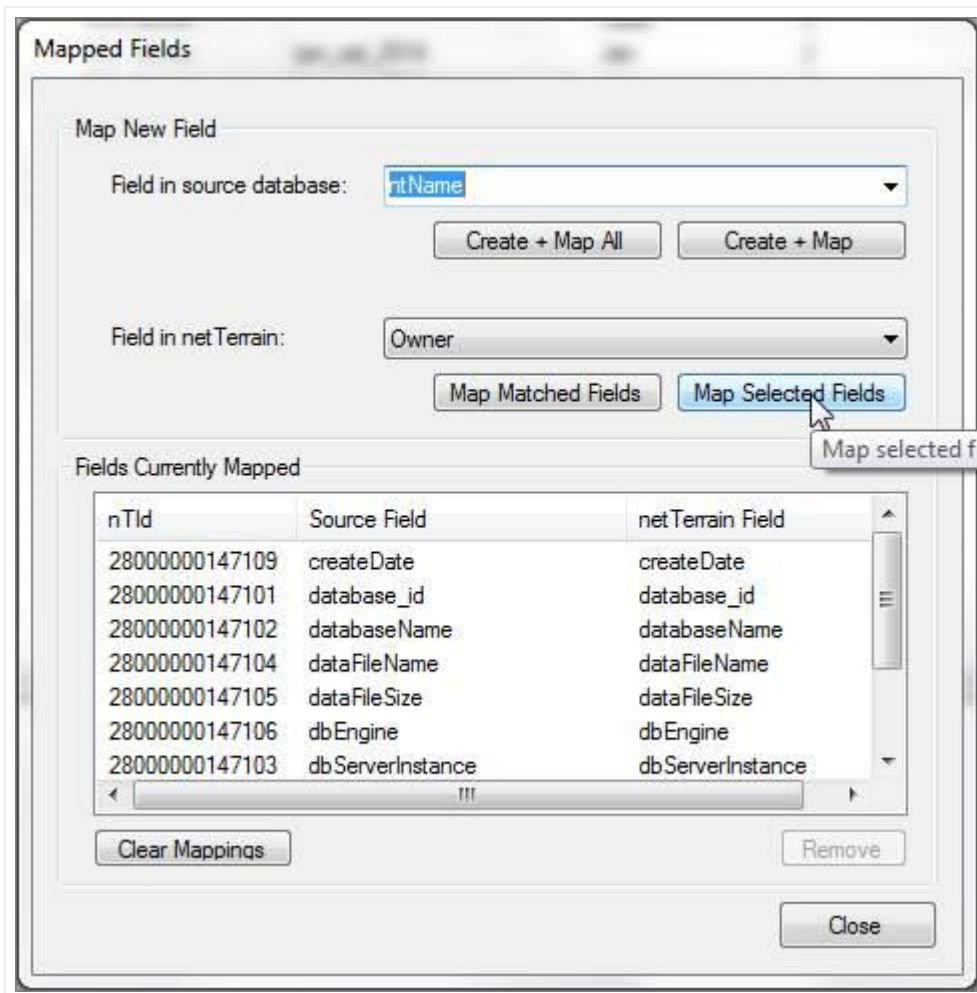 Mapped Fields
Map New Field
Field in source database: ntName
Create + Map All Create + Map
Field in netTerrain: Owner
Map Matched Fields Map Selected Fields
Map selected f
Fields Currently Mapped
nTId Source Field netTerrain Field
28000000147109 createDate createDate
28000000147101 database_id database_id
28000000147102 databaseName databaseName
28000000147104 dataFileName dataFileName
28000000147105 dataFileSize dataFileSize
28000000147106 dbEngine dbEngine
28000000147103 dbServerInstance dbServerInstance
Clear Mappings Remove
Close